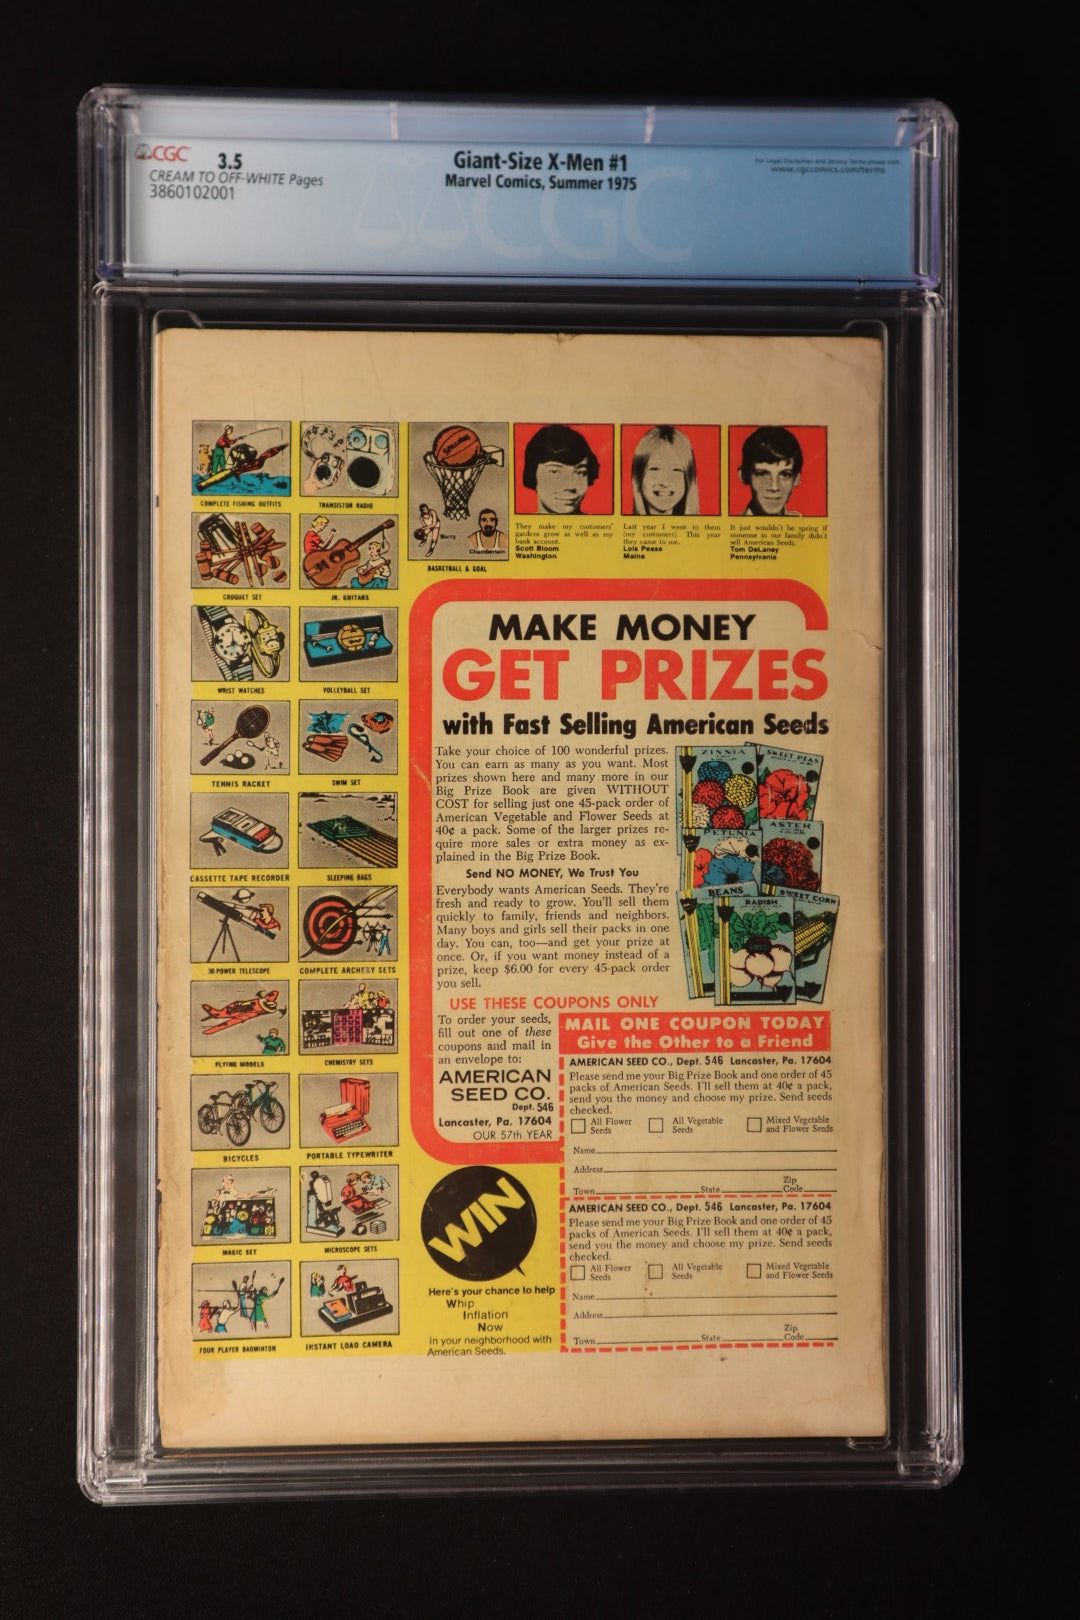 CGC
3.5
CREAM TO OFF-WHITE Pages
3860102001
Giant-Size X-Men #1
Marvel Comics, Summer 1975
For Legal Disclaimer and Service Terms please visit:
www.cgccomics.com/terms
CGC
COMPLETE FISHING OUTFITS
TRANSISTOR RADIO
SPALDING
Barry
Chamberlain
BASKETBALL & GOAL
They make my customers'
gardens grow as well as my
bank account.
Scott Bloom
Washington
Last year I went to them
(my customers). This year
they came to me.
Lois Pease
Maine
It just wouldn't be spring if
someone in our family didn't
sell American Seeds.
Tom DeLaney
Pennsylvania
CROQUET SET
JR. GUITARS
WRIST WATCHES
VOLLEYBALL SET
TENNIS RACKET
SWIM SET
CASSETTE TAPE RECORDER
SLEEPING BAGS
30-POWER TELESCOPE
COMPLETE ARCHERY SETS
FLYING MODELS
CHEMISTRY SETS
BICYCLES
PORTABLE TYPEWRITER
MAGIC SET
MICROSCOPE SETS
FOUR PLAYER BADMINTON
INSTANT LOAD CAMERA
MAKE MONEY
GET PRIZES
with Fast Selling American Seeds
Take your choice of 100 wonderful prizes.
You can earn as many as you want. Most
prizes shown here and many more in our
Big Prize Book are given WITHOUT
COST for selling just one 45-pack order of
American Vegetable and Flower Seeds at
40¢ a pack. Some of the larger prizes re-
quire more sales or extra money as ex-
plained in the Big Prize Book.
Send NO MONEY, We Trust You
Everybody wants American Seeds. They're
fresh and ready to grow. You'll sell them
quickly to family, friends and neighbors.
Many boys and girls sell their packs in one
day. You can, too—and get your prize at
once. Or, if you want money instead of a
prize, keep $6.00 for every 45-pack order
you sell.
ZINNIA
SWEET PEAS
PETUNIA
ASTER
BEANS
RADISH
SWEET CORN
USE THESE COUPONS ONLY
To order your seeds,
fill out one of these
coupons and mail in
an envelope to:
AMERICAN
SEED CO.
Dept. 546
Lancaster, Pa. 17604
OUR 57th YEAR
MAIL ONE COUPON TODAY
Give the Other to a Friend
AMERICAN SEED CO., Dept. 546 Lancaster, Pa. 17604
Please send me your Big Prize Book and one order of 45
packs of American Seeds. I'll sell them at 40¢ a pack,
send you the money and choose my prize. Send seeds
checked.
All Flower Seeds
All Vegetable Seeds
Mixed Vegetable and Flower Seeds
Name
Address
Town State Zip Code
AMERICAN SEED CO., Dept. 546 Lancaster, Pa. 17604
Please send me your Big Prize Book and one order of 45
packs of American Seeds. I'll sell them at 40¢ a pack,
send you the money and choose my prize. Send seeds
checked.
All Flower Seeds
All Vegetable Seeds
Mixed Vegetable and Flower Seeds
Name
Address
Town State Zip Code
WIN
Here's your chance to help
Whip
Inflation
Now
in your neighborhood with
American Seeds.